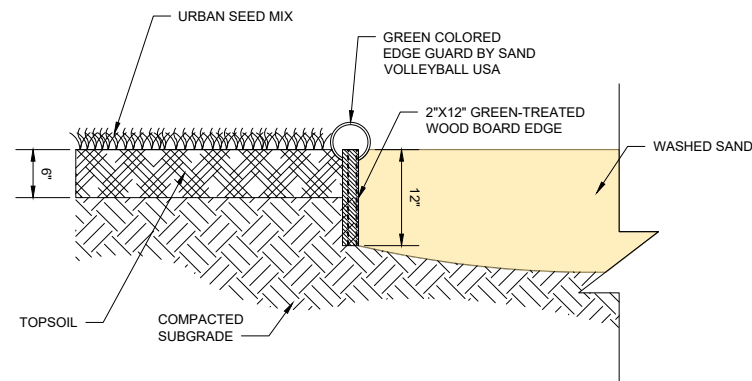 URBAN SEED MIX
GREEN COLORED
EDGE GUARD BY SAND
VOLLEYBALL USA
2"X12" GREEN-TREATED
WOOD BOARD EDGE
WASHED SAND
6"
12"
TOPSOIL
COMPACTED
SUBGRADE